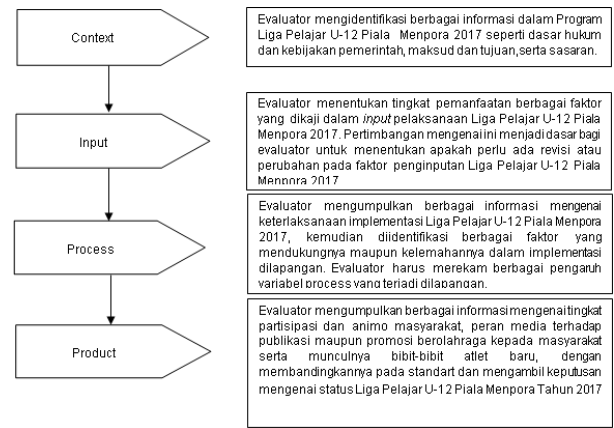 Context
Evaluator mengidentifikasi berbagai informasi dalam Program
Liga Pelajar U-12 Piala Menpora 2017 seperti dasar hukum
dan kebijakan pemerintah, maksud dan tujuan,serta sasaran.
Input
Evaluator menentukan tingkat pemanfaatan berbagai faktor
yang dikaji dalam input pelaksanaan Liga Pelajar U-12 Piala
Menpora 2017. Pertimbangan mengenai ini menjadi dasar bagi
evaluator untuk menentukan apakah perlu ada revisi atau
perubahan pada faktor penginputan Liga Pelajar U-12 Piala
Menpora 2017
Process
Evaluator mengumpulkan berbagai informasi mengenai
keterlaksanaan implementasi Liga Pelajar U-12 Piala Menpora
2017, kemudian diidentifikasi berbagai faktor yang
mendukungnya maupun kelemahannya dalam implementasi
dilapangan. Evaluator harus merekam berbagai pengaruh
variabel process yang terjadi dilapangan.
Product
Evaluator mengumpulkan berbagai informasi mengenai tingkat
partisipasi dan animo masyarakat, peran media terhadap
publikasi maupun promosi berolahraga kepada masyarakat
serta munculnya bibit-bibit atlet baru, dengan
membandingkannya pada standart dan mengambil keputusan
mengenai status Liga Pelajar U-12 Piala Menpora Tahun 2017